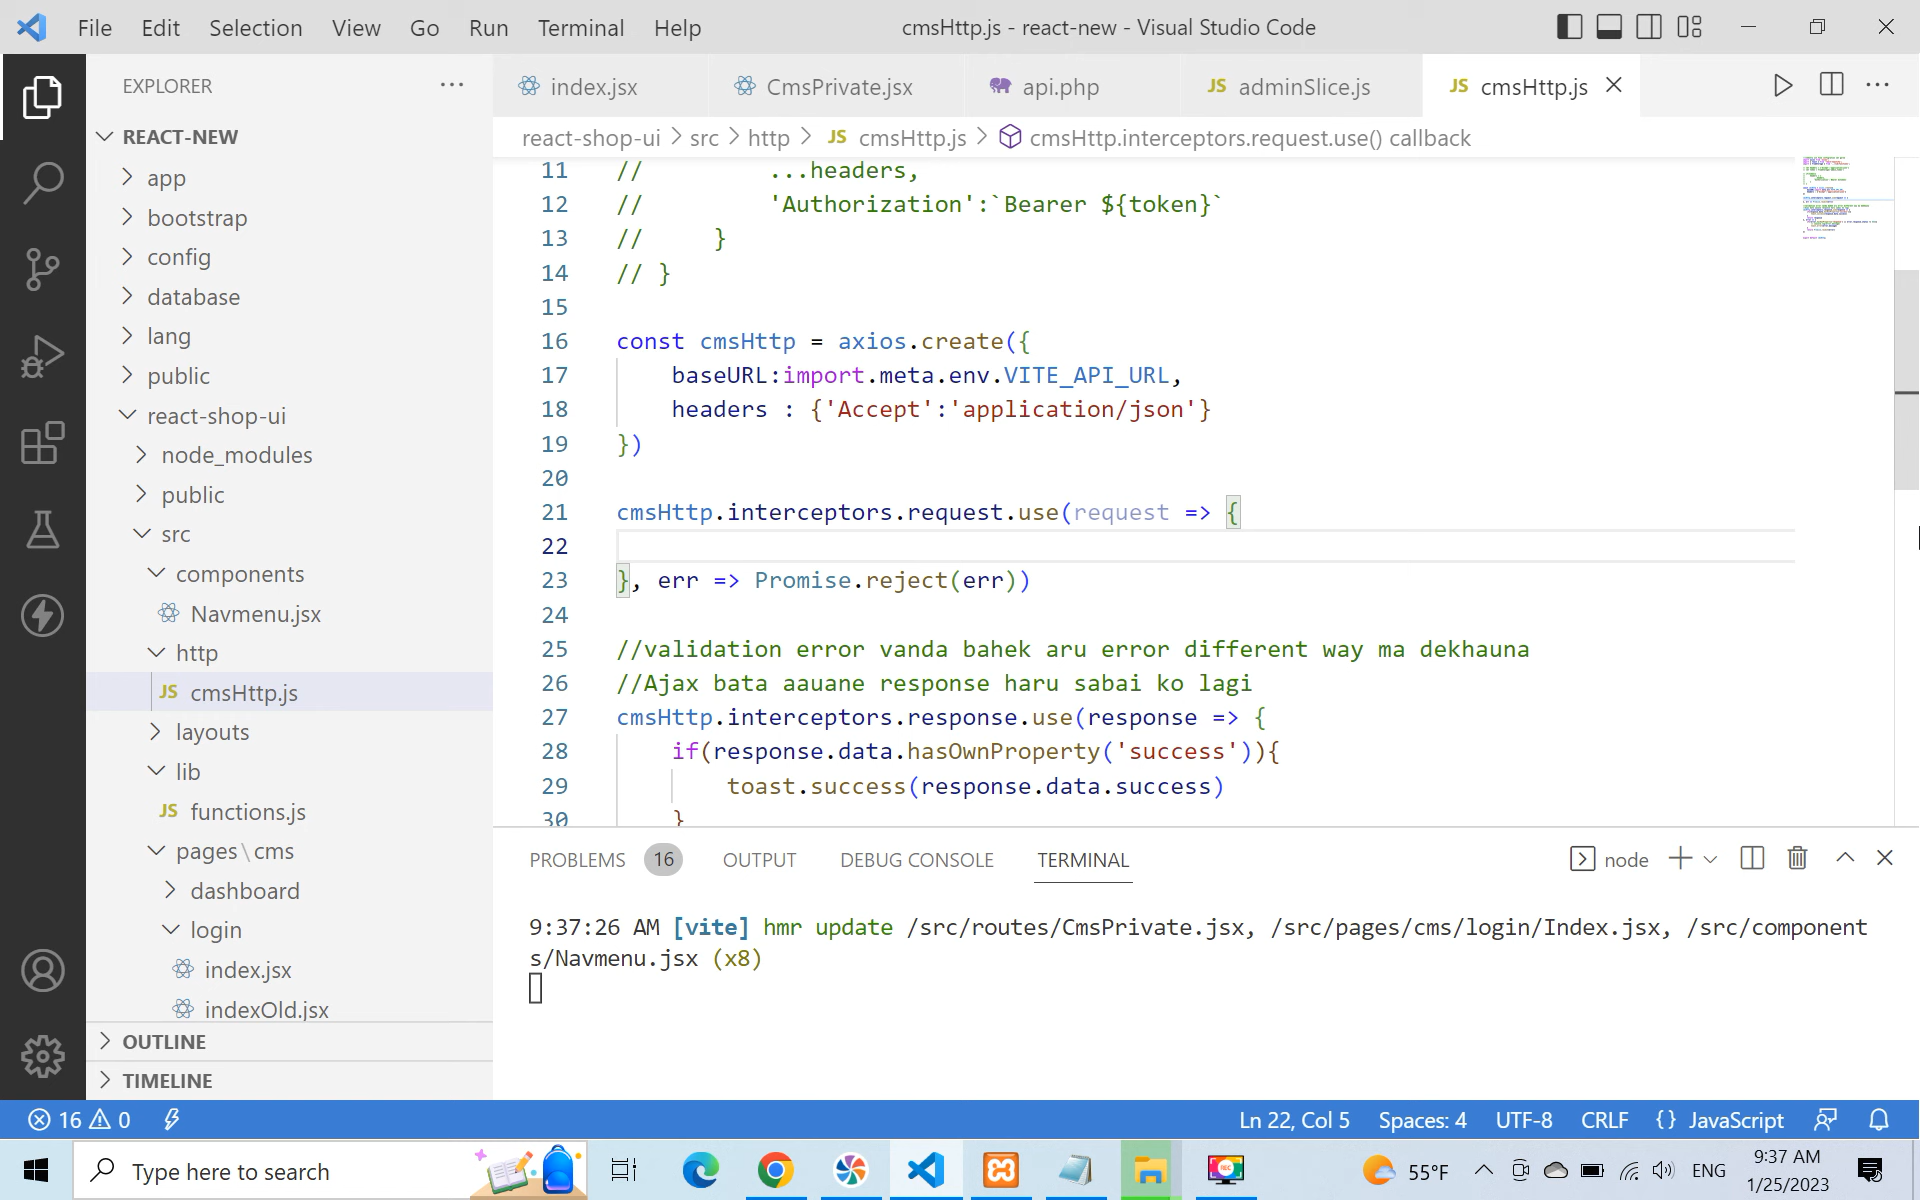 File Edit Selection View Go Run Terminal Help
cmsHttp.js - react-new - Visual Studio Code
EXPLORER
REACT-NEW
app
bootstrap
config
database
lang
public
react-shop-ui
node_modules
public
src
components
Navmenu.jsx
http
JS cmsHttp.js
layouts
lib
JS functions.js
pages\cms
dashboard
login
index.jsx
indexOld.jsx
OUTLINE
TIMELINE
index.jsx CmsPrivate.jsx api.php JS adminSlice.js JS cmsHttp.js
react-shop-ui > src > http > JS cmsHttp.js > cmsHttp.interceptors.request.use() callback
11 // ...headers,
12 // 'Authorization':`Bearer ${token}`
13 // }
14 // }
15
16 const cmsHttp = axios.create({
17 baseURL:import.meta.env.VITE_API_URL,
18 headers : {'Accept':'application/json'}
19 })
20
21 cmsHttp.interceptors.request.use(request => {
22
23 }, err => Promise.reject(err))
24
25 //validation error vanda bahek aru error different way ma dekhauna
26 //Ajax bata aauane response haru sabai ko lagi
27 cmsHttp.interceptors.response.use(response => {
28 if(response.data.hasOwnProperty('success')){
29 toast.success(response.data.success)
30 }
PROBLEMS 16 OUTPUT DEBUG CONSOLE TERMINAL
node
9:37:26 AM [vite] hmr update /src/routes/CmsPrivate.jsx, /src/pages/cms/login/Index.jsx, /src/component
s/Navmenu.jsx (x8)
16 0
Ln 22, Col 5 Spaces: 4 UTF-8 CRLF {} JavaScript
Type here to search
55°F
ENG
9:37 AM
1/25/2023